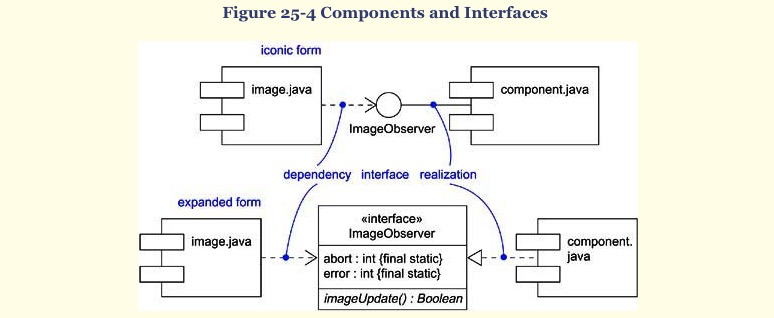 Figure 25-4 Components and Interfaces
iconic form
image.java
component.java
ImageObserver
dependency interface realization
expanded form
«interface»
ImageObserver
image.java
component.
java
abort : int {final static}
error : int {final static}
imageUpdate() : Boolean